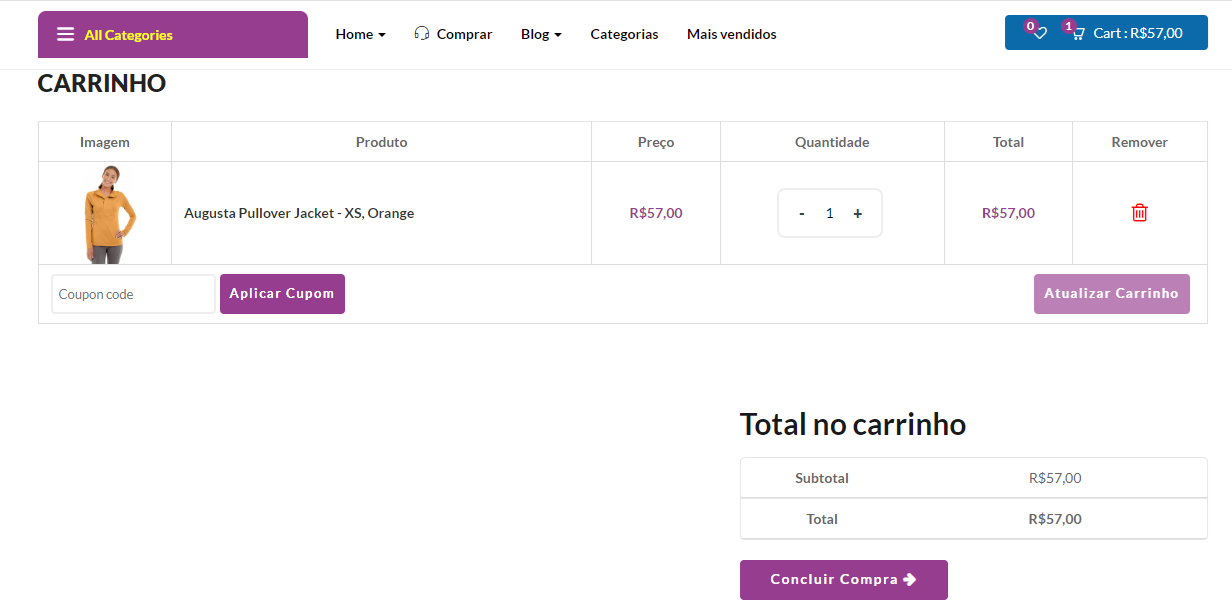 All Categories Home Comprar Blog Categorias Mais vendidos 0 1 Cart : R$57,00
CARRINHO
Imagem Produto Preço Quantidade Total Remover
Augusta Pullover Jacket - XS, Orange R$57,00 - 1 + R$57,00
Coupon code Aplicar Cupom Atualizar Carrinho
Total no carrinho
Subtotal R$57,00
Total R$57,00
Concluir Compra